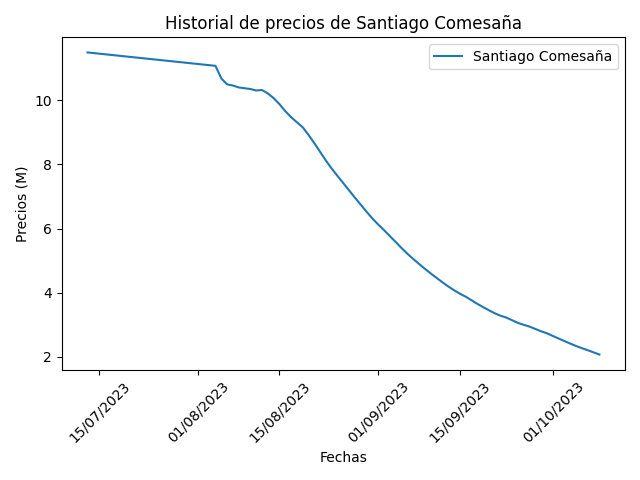 Historial de precios de Santiago Comesaña
Santiago Comesaña
Precios (M)
10
8
6
4
2
15/07/2023
01/08/2023
15/08/2023
01/09/2023
15/09/2023
01/10/2023
Fechas